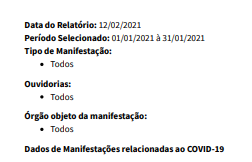 Data do Relatório: 12/02/2021
Período Selecionado: 01/01/2021 à 31/01/2021
Tipo de Manifestação:
• Todos
Ouvidorias:
• Todos
Órgão objeto da manifestação:
• Todos
Dados de Manifestações relacionadas ao COVID-19